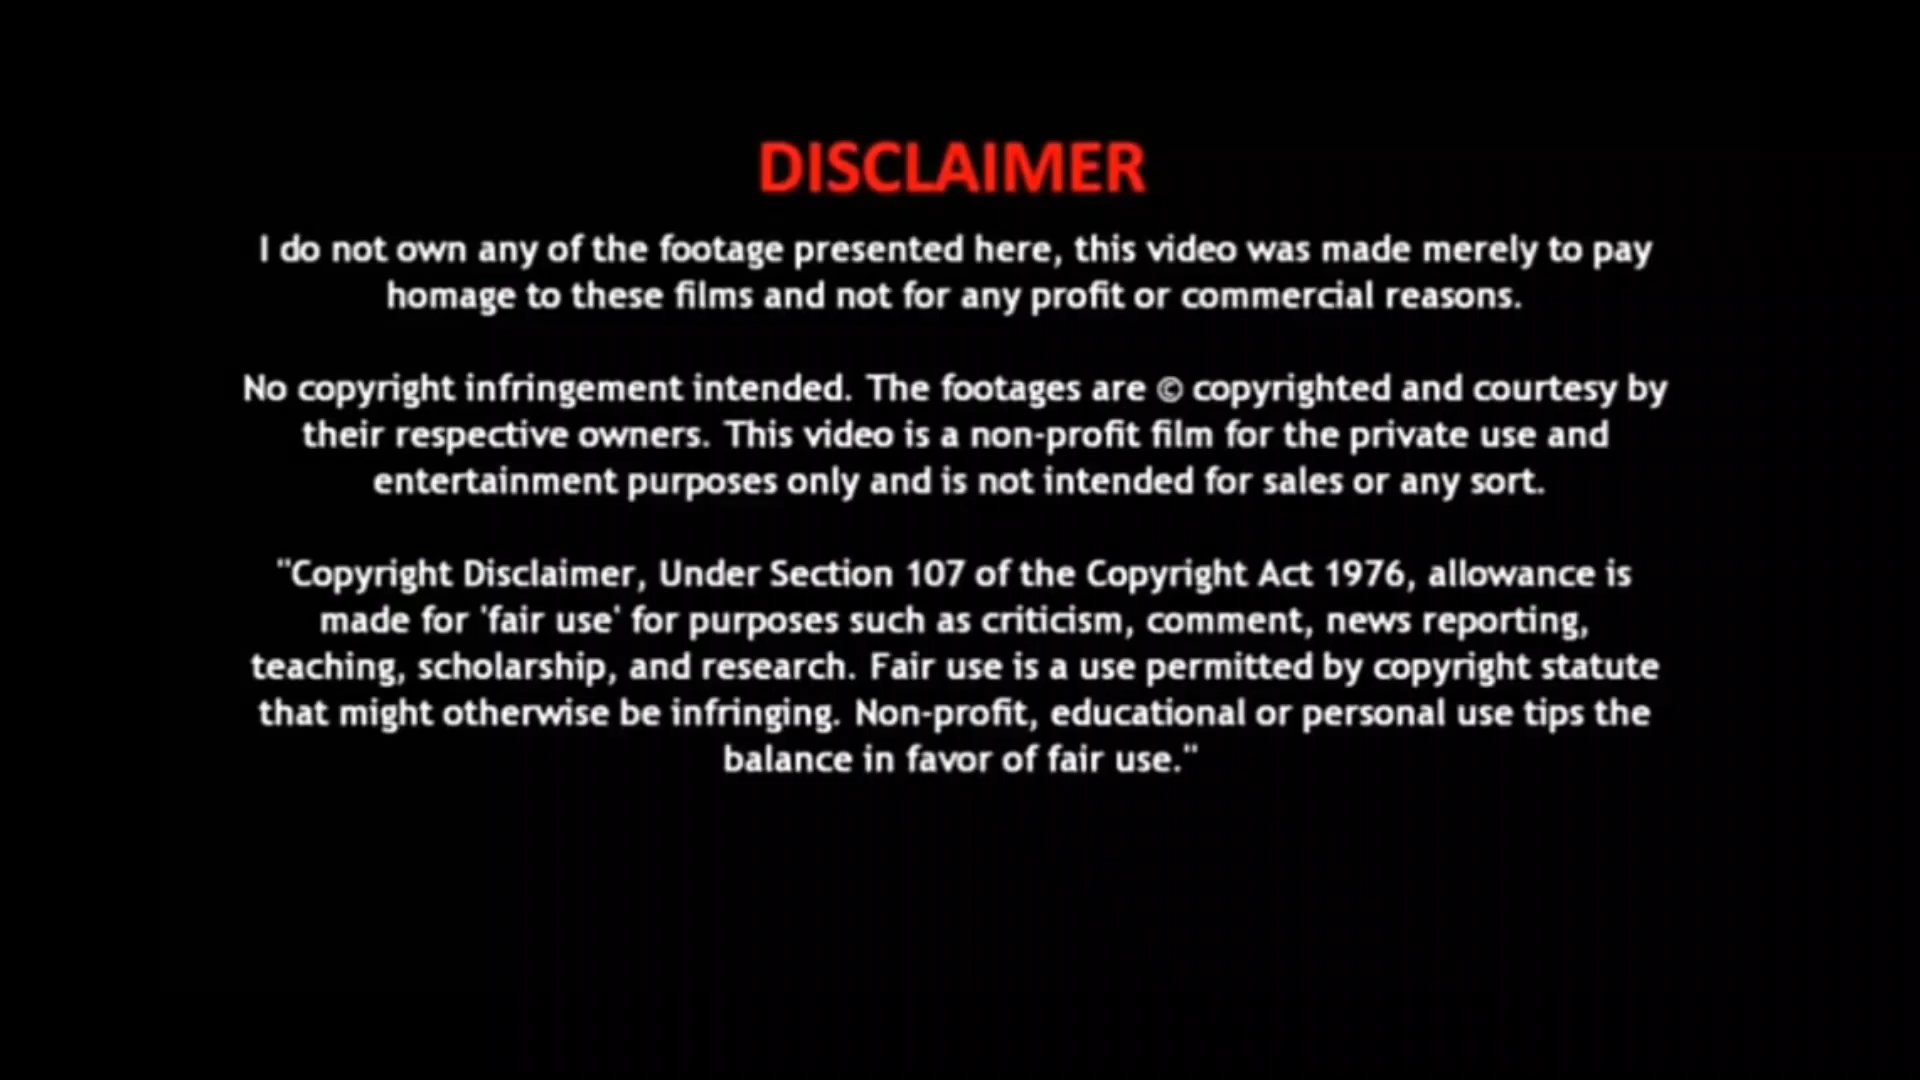 DISCLAIMER
I do not own any of the footage presented here, this video was made merely to pay
homage to these films and not for any profit or commercial reasons.
No copyright infringement intended. The footages are © copyrighted and courtesy by
their respective owners. This video is a non-profit film for the private use and
entertainment purposes only and is not intended for sales or any sort.
"Copyright Disclaimer, Under Section 107 of the Copyright Act 1976, allowance is
made for 'fair use' for purposes such as criticism, comment, news reporting,
teaching, scholarship, and research. Fair use is a use permitted by copyright statute
that might otherwise be infringing. Non-profit, educational or personal use tips the
balance in favor of fair use."